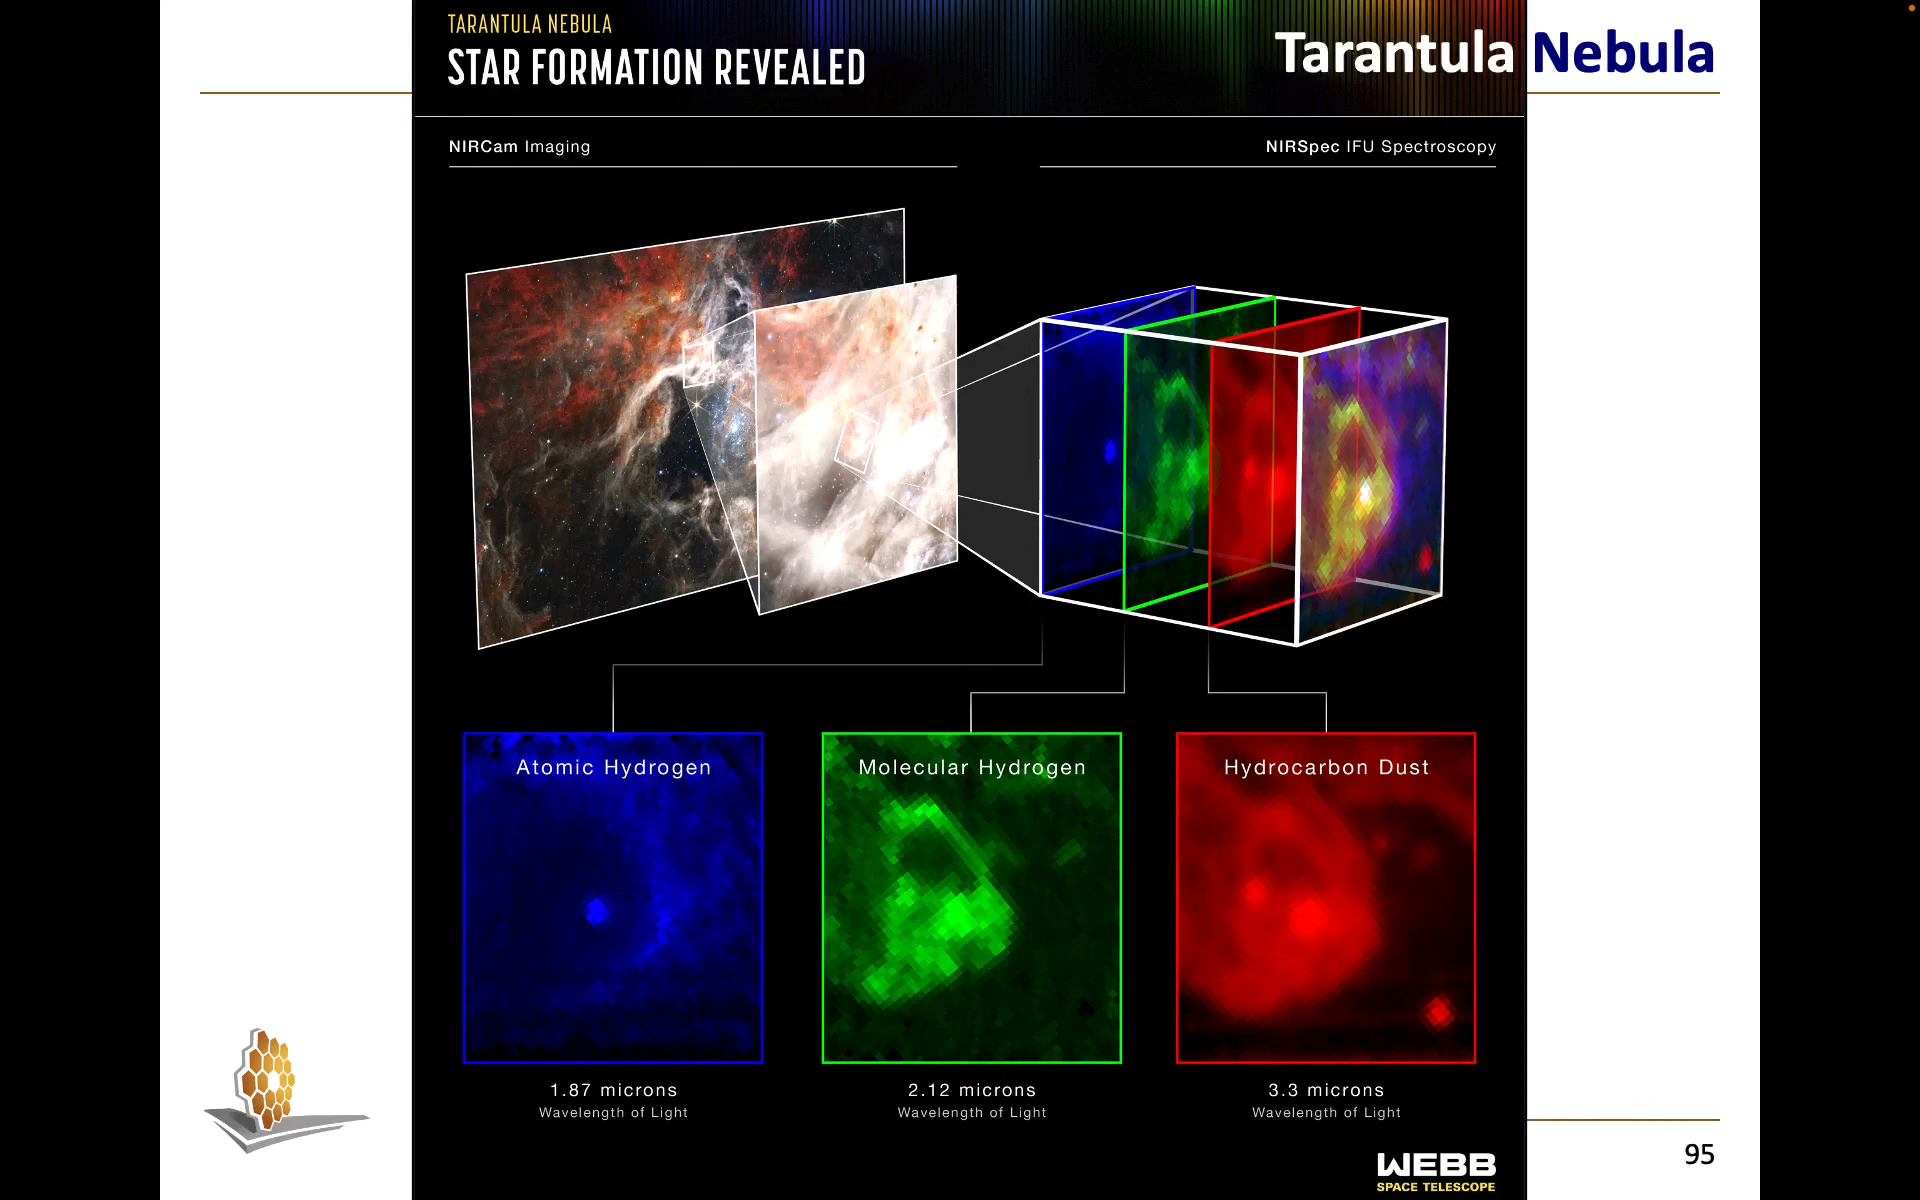 TARANTULA NEBULA
STAR FORMATION REVEALED
Tarantula Nebula
NIRCam Imaging
NIRSpec IFU Spectroscopy
Atomic Hydrogen
Molecular Hydrogen
Hydrocarbon Dust
1.87 microns
Wavelength of Light
2.12 microns
Wavelength of Light
3.3 microns
Wavelength of Light
WEBB
SPACE TELESCOPE
95